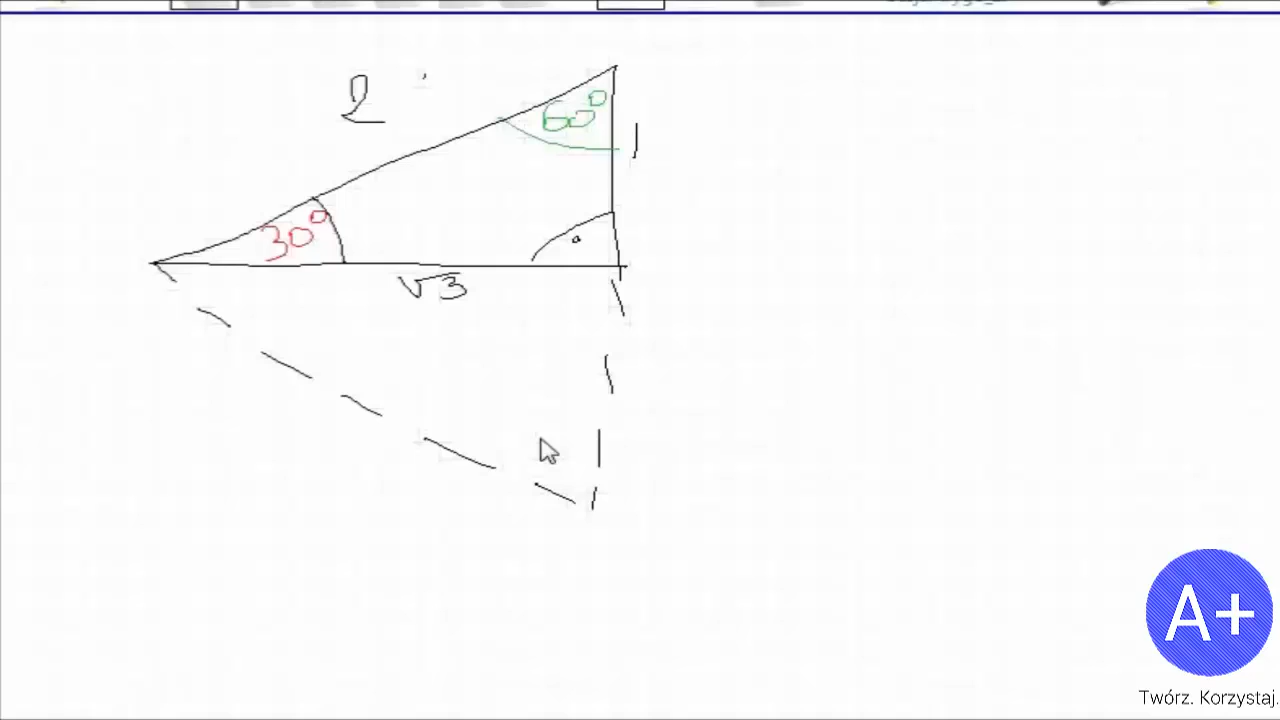 2
60°
1
30°
√3
A+
Twórz. Korzystaj.